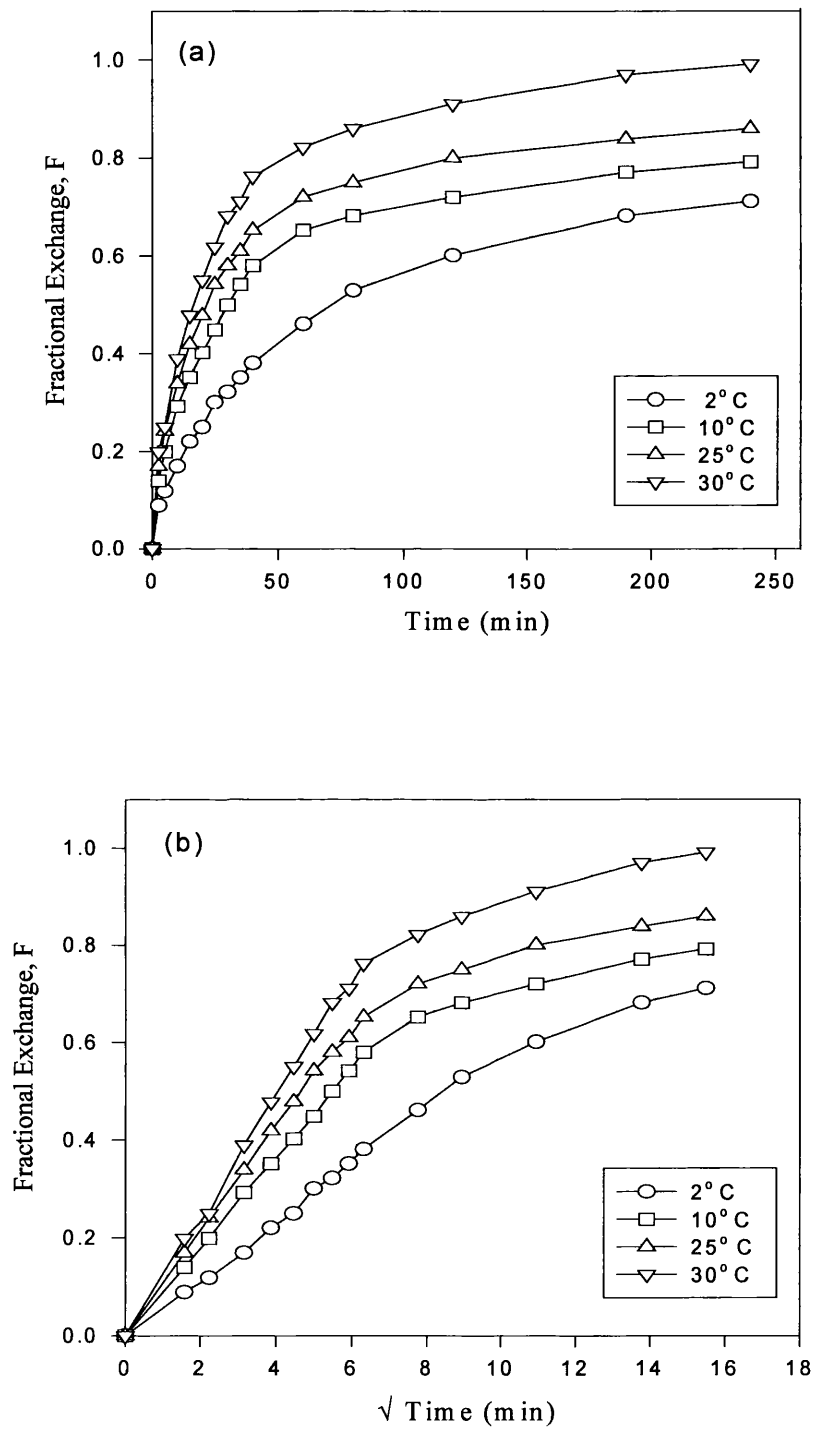 (a)
1.0
0.8
0.6
0.4
0.2
0.0
Fractional Exchange, F
2° C
10° C
25° C
30° C
0 50 100 150 200 250
Time (min)
(b)
1.0
0.8
0.6
0.4
0.2
0.0
Fractional Exchange, F
2° C
10° C
25° C
30° C
0 2 4 6 8 10 12 14 16 18
√ Time (min)